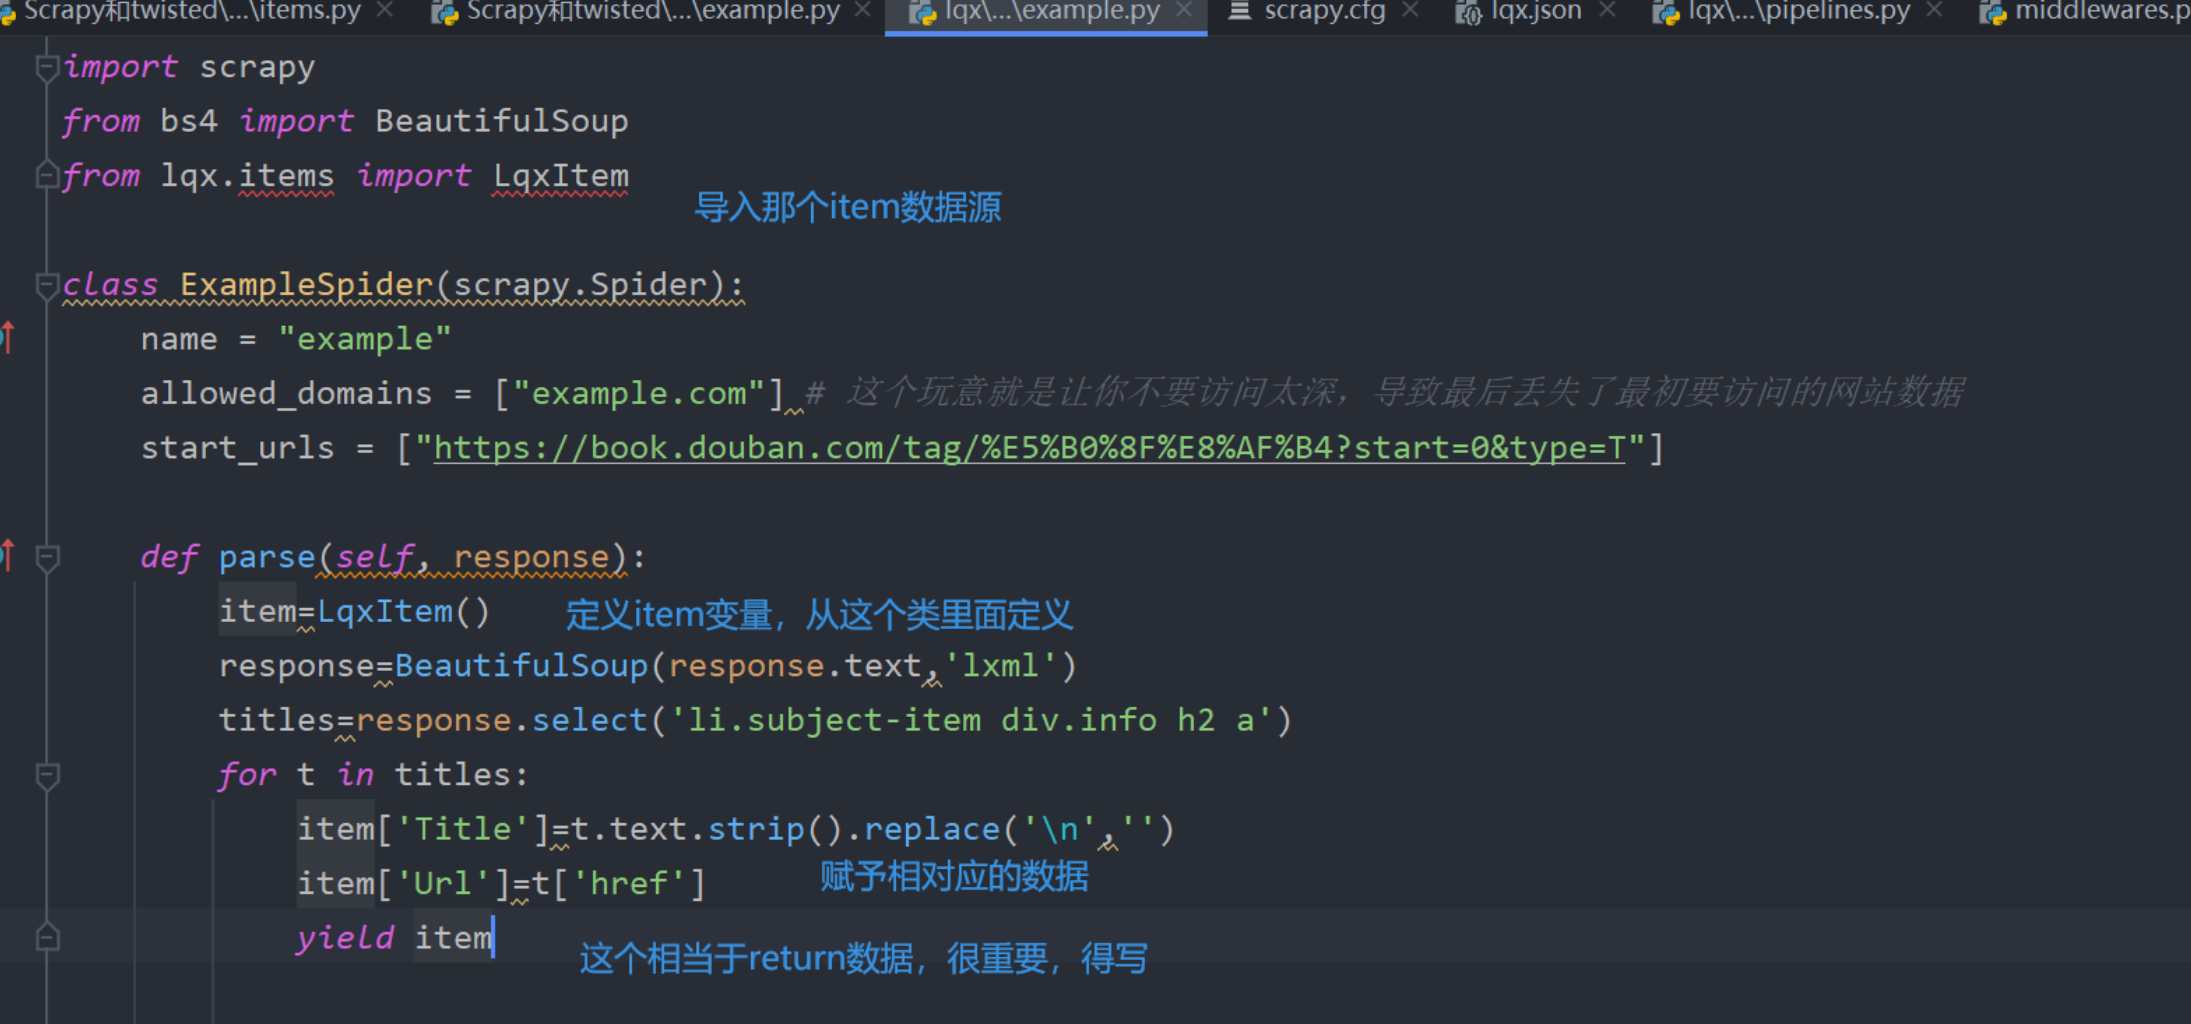 Scrapy和twisted\...\items.py Scrapy和twisted\...\example.py lqx\...\example.py scrapy.cfg lqx.json lqx\...\pipelines.py middlewares.p
import scrapy
from bs4 import BeautifulSoup
from lqx.items import LqxItem
导入那个item数据源
class ExampleSpider(scrapy.Spider):
name = "example"
allowed_domains = ["example.com"] # 这个玩意就是让你不要访问太深，导致最后丢失了最初要访问的网站数据
start_urls = ["https://book.douban.com/tag/%E5%B0%8F%E8%AF%B4?start=0&type=T"]
def parse(self, response):
item=LqxItem() 定义item变量，从这个类里面定义
response=BeautifulSoup(response.text,'lxml')
titles=response.select('li.subject-item div.info h2 a')
for t in titles:
item['Title']=t.text.strip().replace('\n','')
item['Url']=t['href'] 赋予相对应的数据
yield item 这个相当于return数据，很重要，得写